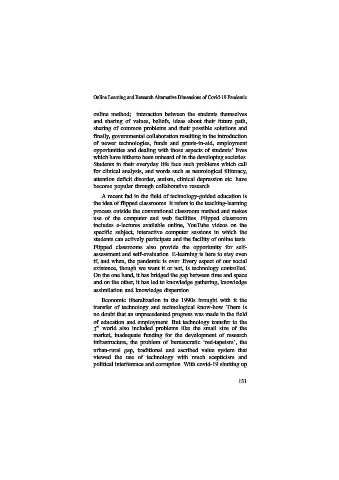 Online Learning and Research Alternative Dimensions of Covid-19 Pandemic
online method; interaction between the students themselves
and sharing of values, beliefs, ideas about their future path,
sharing of common problems and their possible solutions and
finally, governmental collaboration resulting in the introduction
of newer technologies, funds and grants-in-aid, employment
opportunities and dealing with those aspects of students' lives
which have hitherto been unheard of in the developing societies.
Students in their everyday life face such problems which call
for clinical analysis, and words such as neurological illiteracy,
attention deficit disorder, autism, clinical depression etc. have
become popular through collaborative research.
A recent fad in the field of technology-guided education is
the idea of flipped classrooms. It refers to the teaching-learning
process outside the conventional classroom method and makes
use of the computer and web facilities. Flipped classroom
includes e-lectures available online, YouTube videos on the
specific subject, interactive computer sessions in which the
students can actively participate and the facility of online tests.
Flipped classrooms also provide the opportunity for self-
assessment and self-evaluation. E-learning is here to stay even
if, and when, the pandemic is over. Every aspect of our social
existence, though we want it or not, is technology controlled.
On the one hand, it has bridged the gap between time and space
and on the other, it has led to knowledge gathering, knowledge
assimilation and knowledge dispersion.
Economic liberalization in the 1990s brought with it the
transfer of technology and technological know-how. There is
no doubt that an unprecedented progress was made in the field
of education and employment. But technology transfer to the
3rd world also included problems like the small size of the
market, inadequate funding for the development of research
infrastructure, the problem of bureaucratic 'red-tapeism', the
urban-rural gap, traditional and ascribed value system that
viewed the use of technology with much scepticism and
political interference and corruption. With covid-19 shutting up
131